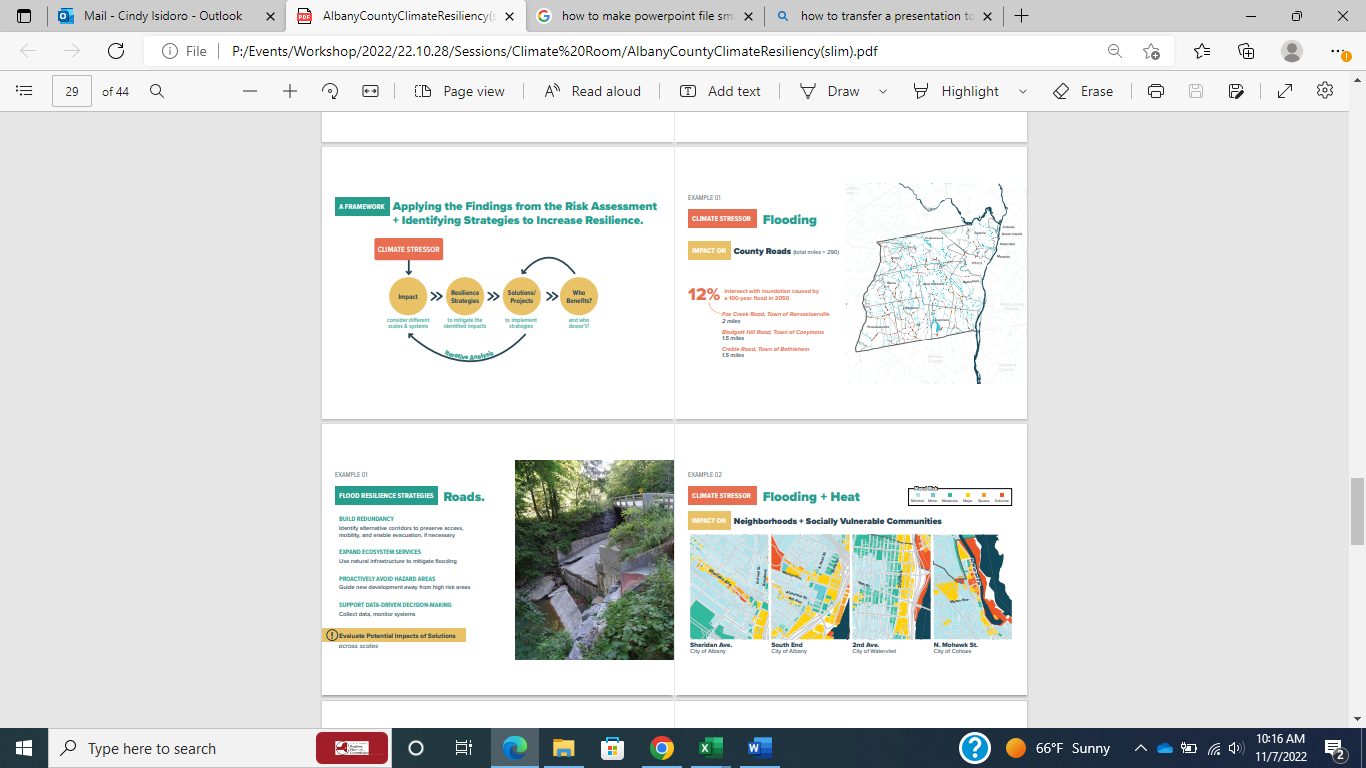 Mail - Cindy Isidoro - Outlook
AlbanyCountyClimateResiliency(s
how to make powerpoint file sm
how to transfer a presentation to
File
P:/Events/Workshop/2022/22.10.28/Sessions/Climate%20Room/AlbanyCountyClimateResiliency(slim).pdf
29 of 44
Page view
Read aloud
Add text
Draw
Highlight
Erase
A FRAMEWORK
Applying the Findings from the Risk Assessment
+ Identifying Strategies to Increase Resilience.
CLIMATE STRESSOR
Impact
Resilience
Strategies
Solutions/
Projects
Who
Benefits?
consider different
scales & systems
to mitigate the
identified impacts
to implement
strategies
and who
doesn't?
Iterative Analysis
EXAMPLE 01
CLIMATE STRESSOR
Flooding
IMPACT ON
County Roads (total miles = 290)
12%
intersect with inundation caused by
a 100-year flood in 2050
Fox Creek Road, Town of Rensselaerville
2 miles
Blodgett Hill Road, Town of Coeymans
1.5 miles
Creble Road, Town of Bethlehem
1.5 miles
EXAMPLE 01
FLOOD RESILIENCE STRATEGIES
Roads.
BUILD REDUNDANCY
Identify alternative corridors to preserve access,
mobility, and enable evacuation, if necessary
EXPAND ECOSYSTEM SERVICES
Use natural infrastructure to mitigate flooding
PROACTIVELY AVOID HAZARD AREAS
Guide new development away from high risk areas
SUPPORT DATA-DRIVEN DECISION-MAKING
Collect data, monitor systems
! Evaluate Potential Impacts of Solutions
across scales
EXAMPLE 02
CLIMATE STRESSOR
Flooding + Heat
Flood Risk
Minimal Minor Moderate Major Severe Extreme
IMPACT ON
Neighborhoods + Socially Vulnerable Communities
Sheridan Ave.
City of Albany
South End
City of Albany
2nd Ave.
City of Watervliet
N. Mohawk St.
City of Cohoes
Type here to search
66°F Sunny
10:16 AM
11/7/2022
2